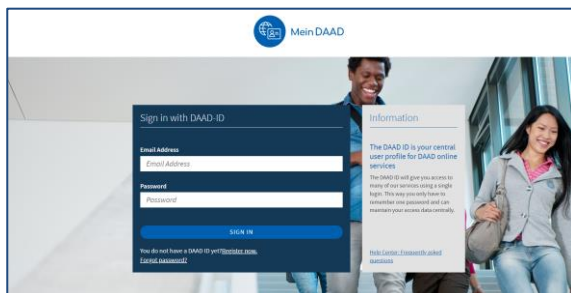 Mein DAAD
Sign in with DAAD-ID
Email Address
Email Address
Password
Password
SIGN IN
You do not have a DAAD ID yet?Register now.
Forgot password?
Information
The DAAD ID is your central
user profile for DAAD online
services
The DAAD ID will give you access to
many of our services using a single
login. This way you only have to
remember one password and can
maintain your access data centrally.
Help Center: Frequently asked
questions